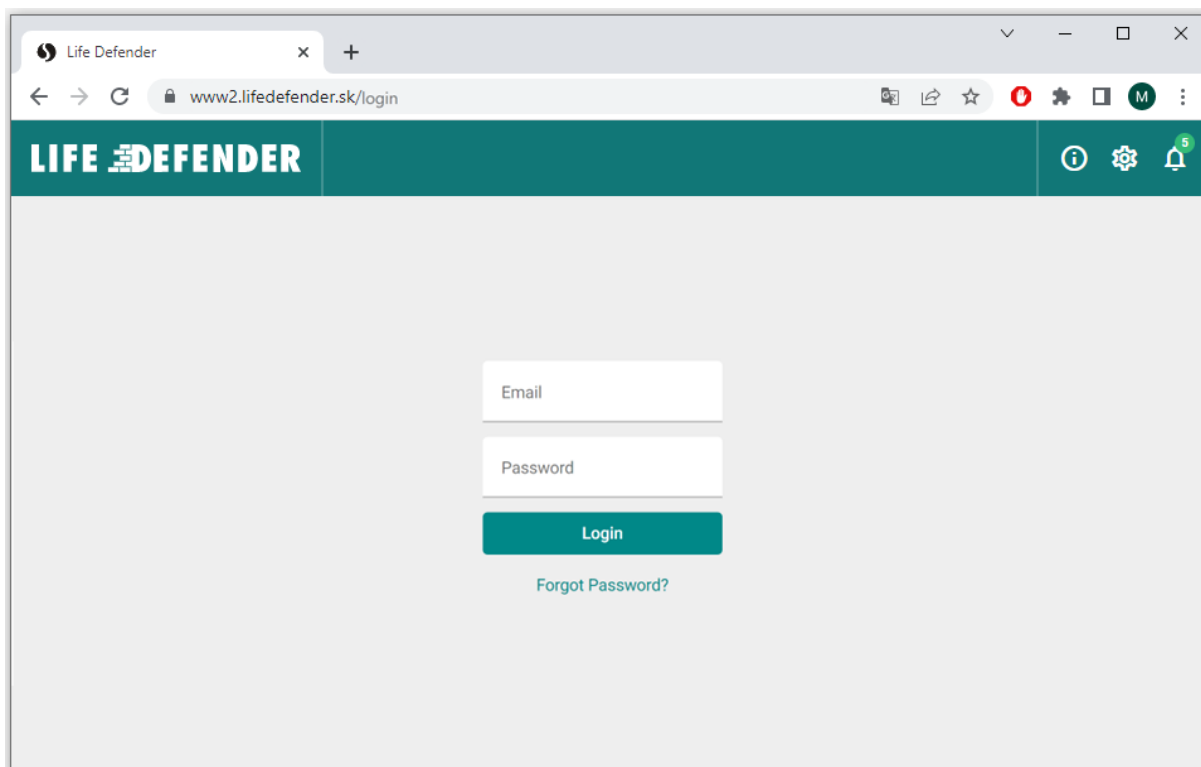 Life Defender
www2.lifedefender.sk/login
M
LIFE DEFENDER
5
Email
Password
Login
Forgot Password?